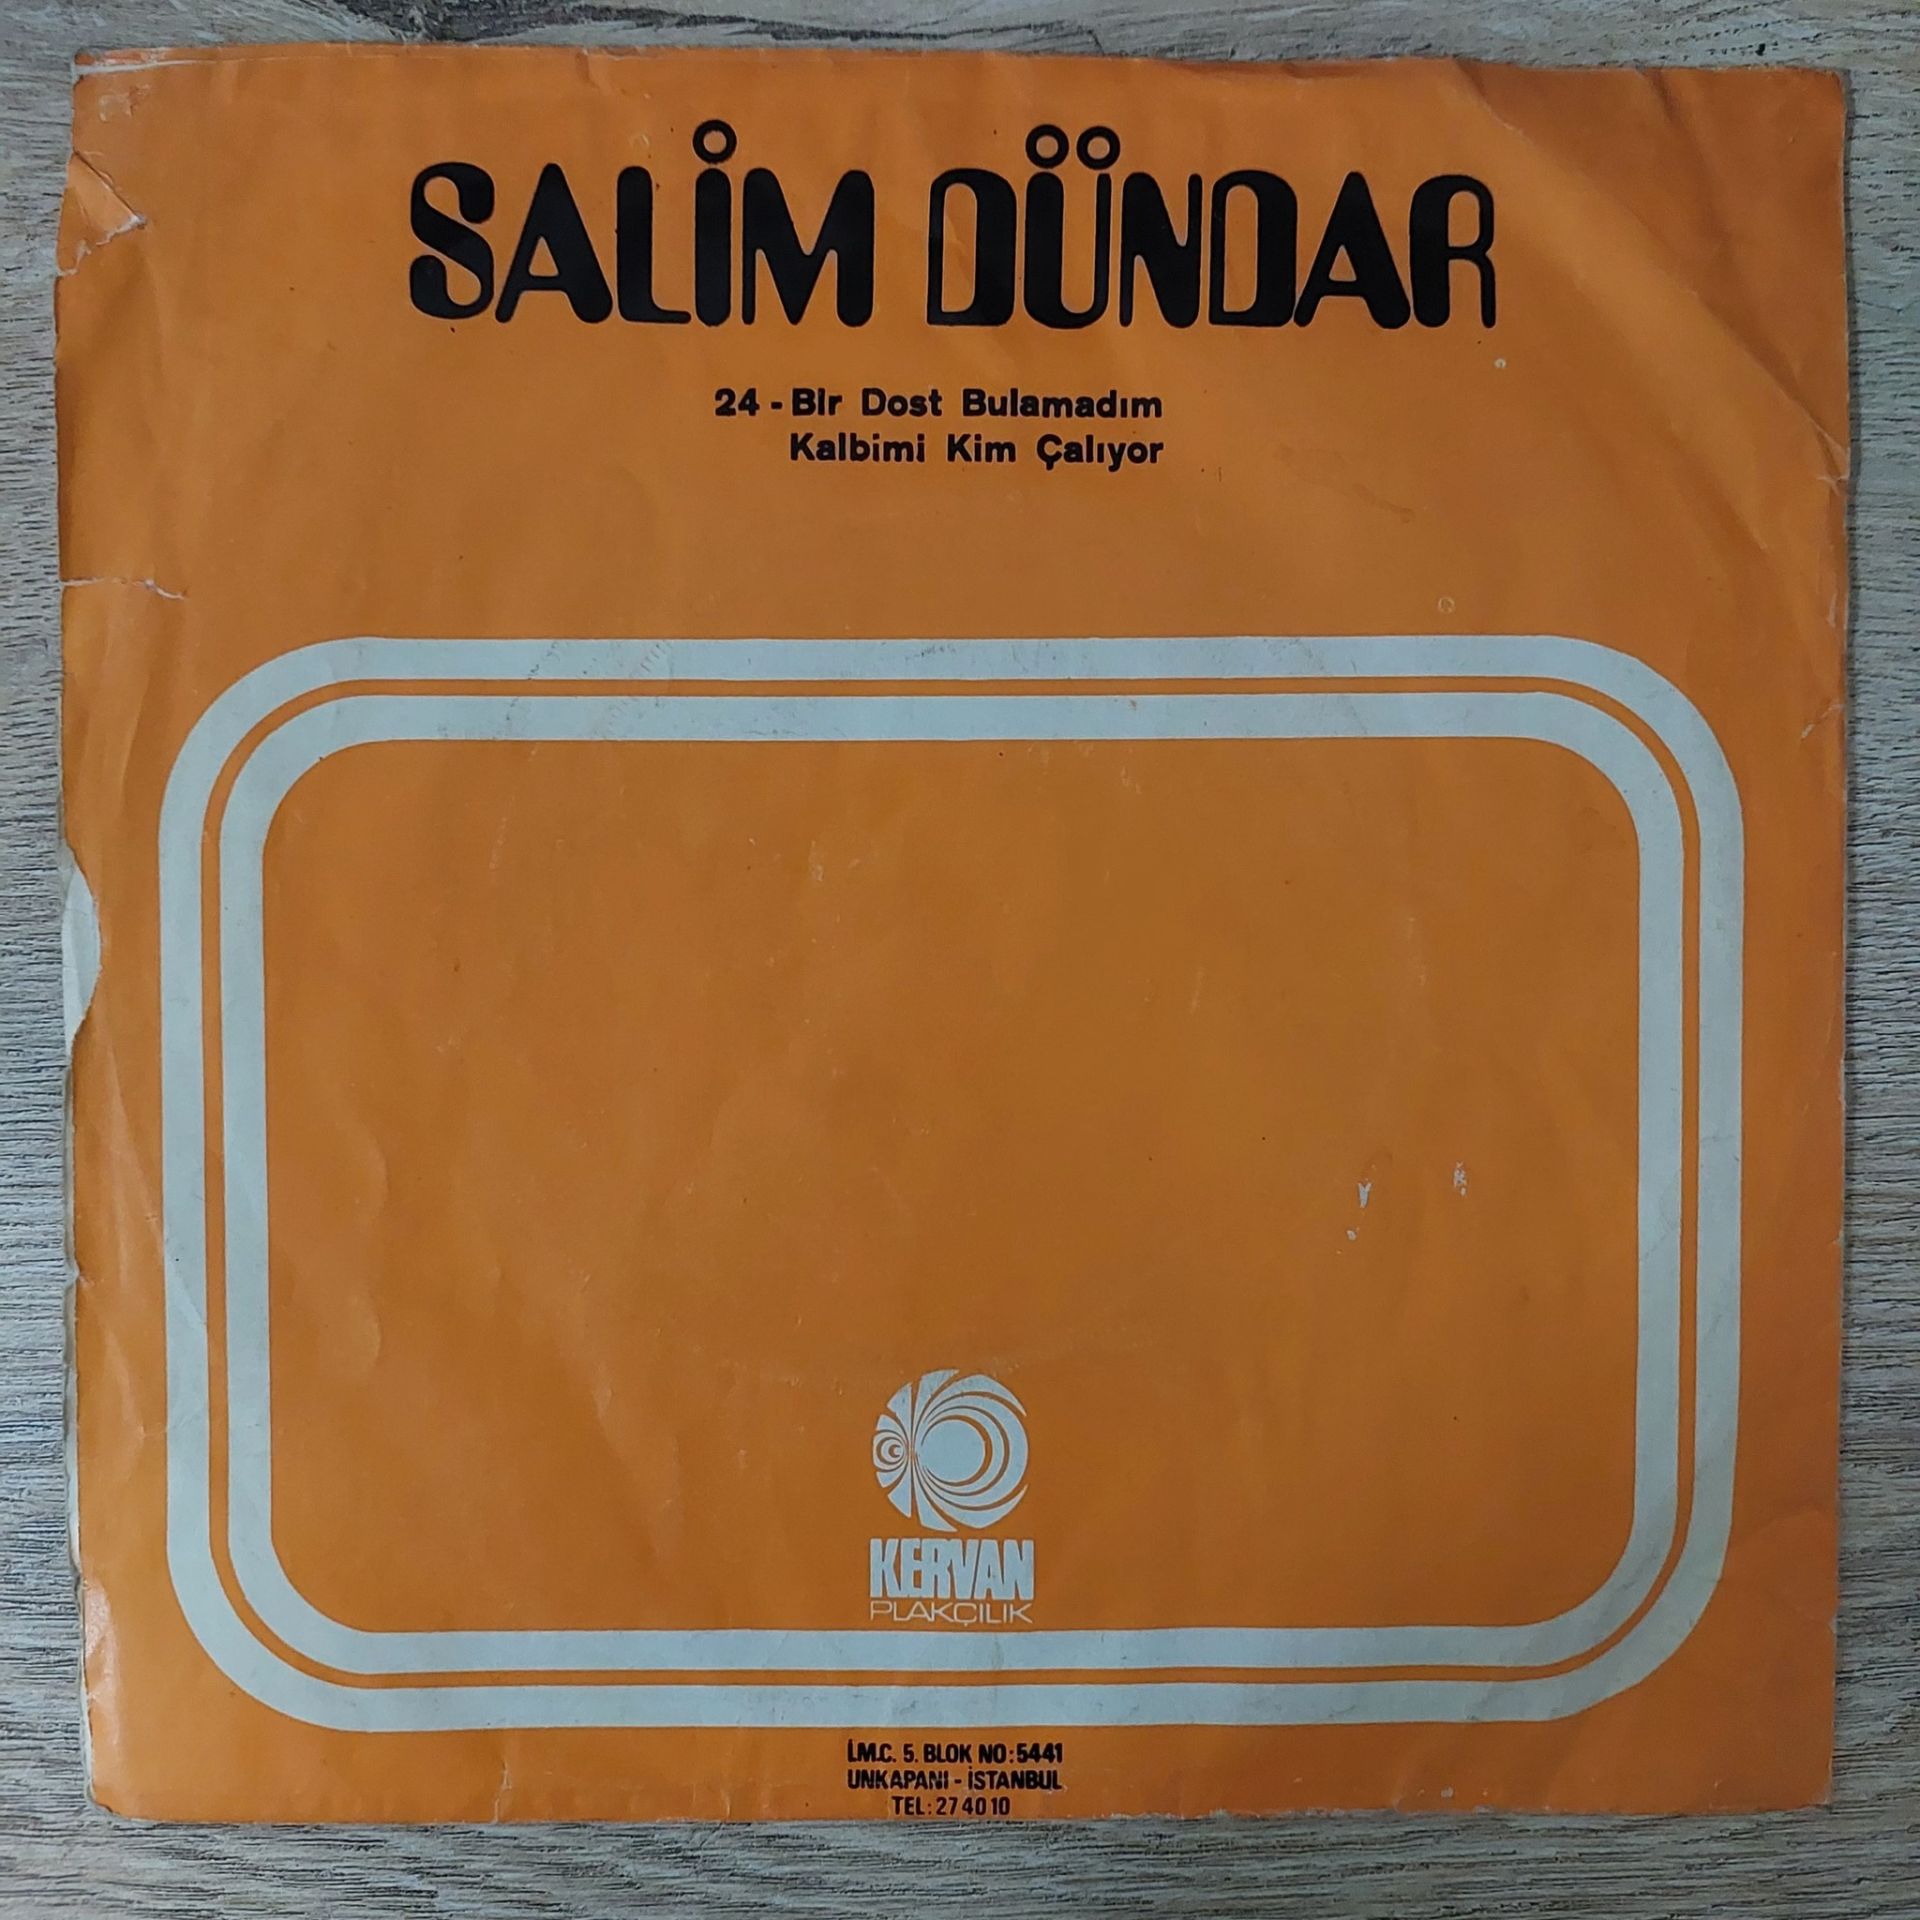 SALİM DÜNDAR
24 - Bir Dost Bulamadım
Kalbimi Kim Çalıyor
KERVAN
PLAKÇILIK
İ.M.C. 5. BLOK NO: 5441
UNKAPANI - İSTANBUL
TEL: 27 40 10